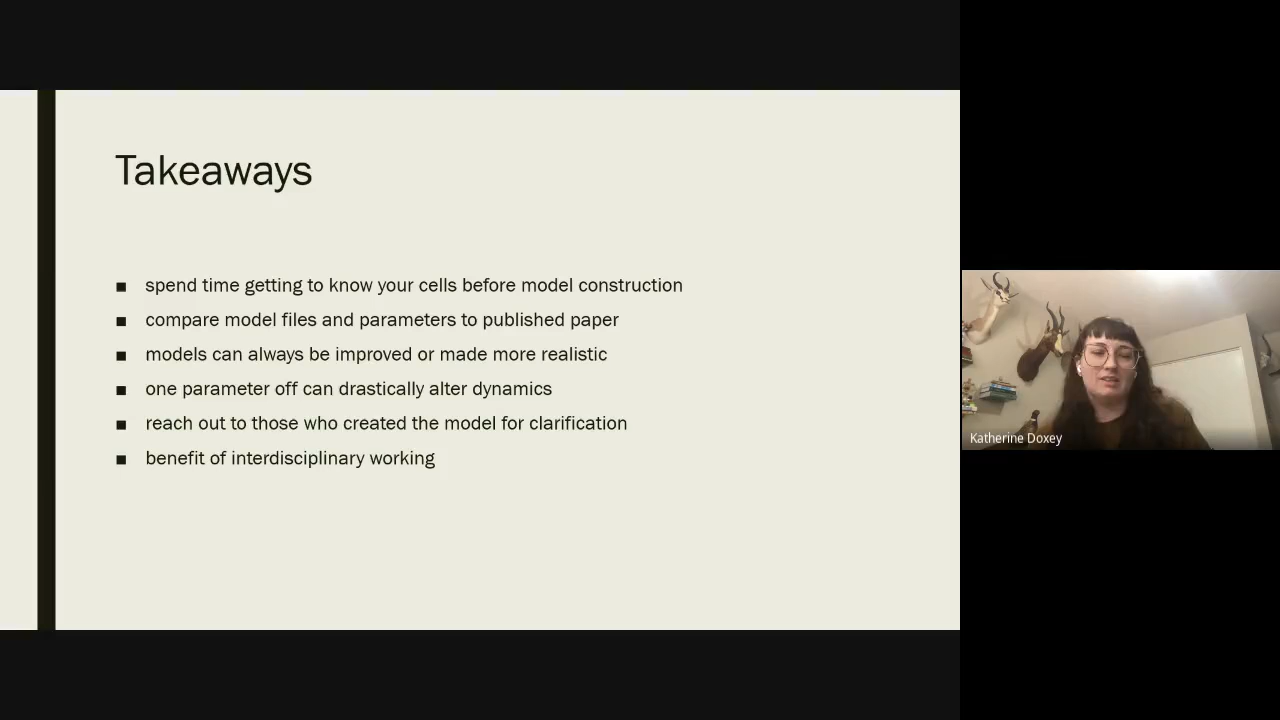 Takeaways
spend time getting to know your cells before model construction
compare model files and parameters to published paper
models can always be improved or made more realistic
one parameter off can drastically alter dynamics
reach out to those who created the model for clarification
benefit of interdisciplinary working
Katherine Doxey